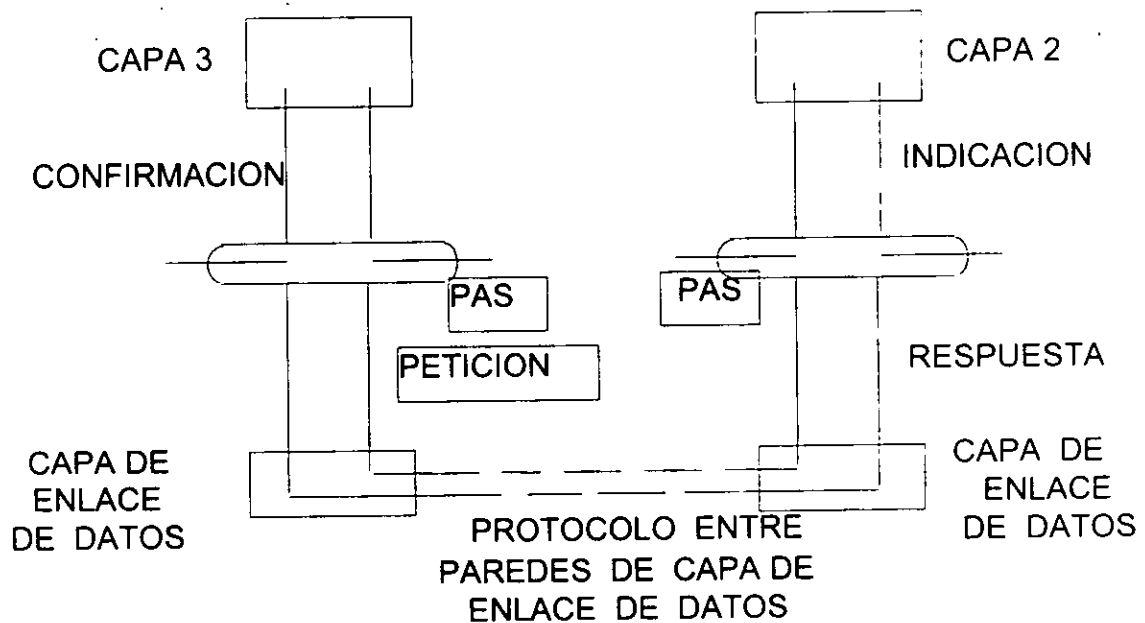 CAPA 3
CAPA 2
CONFIRMACION
INDICACION
PAS
PAS
PETICION
RESPUESTA
CAPA DE
ENLACE
DE DATOS
CAPA DE
ENLACE
DE DATOS
PROTOCOLO ENTRE
PAREDES DE CAPA DE
ENLACE DE DATOS